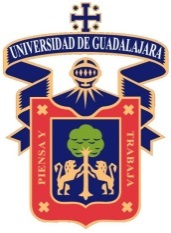 UNIVERSIDAD DE GUADALAJARA
PIENSA Y
TRABAJA